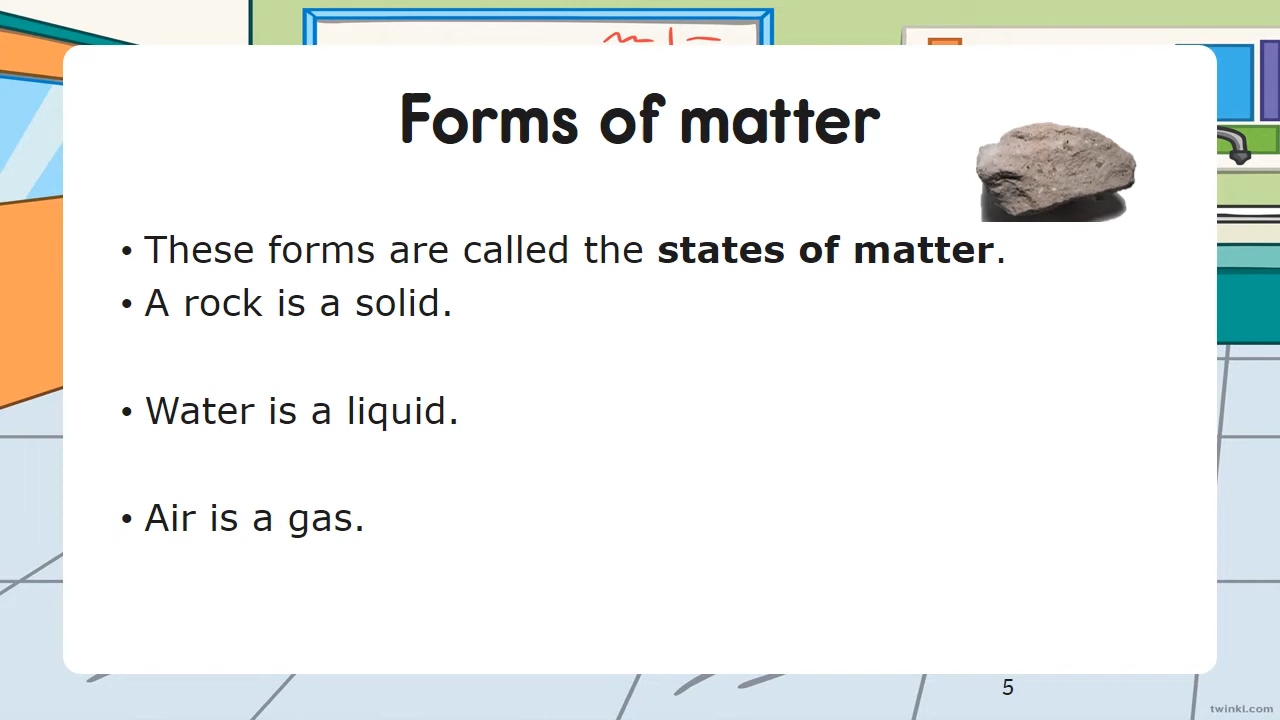 Forms of matter
• These forms are called the states of matter.
• A rock is a solid.
• Water is a liquid.
• Air is a gas.
5
twinkl.com